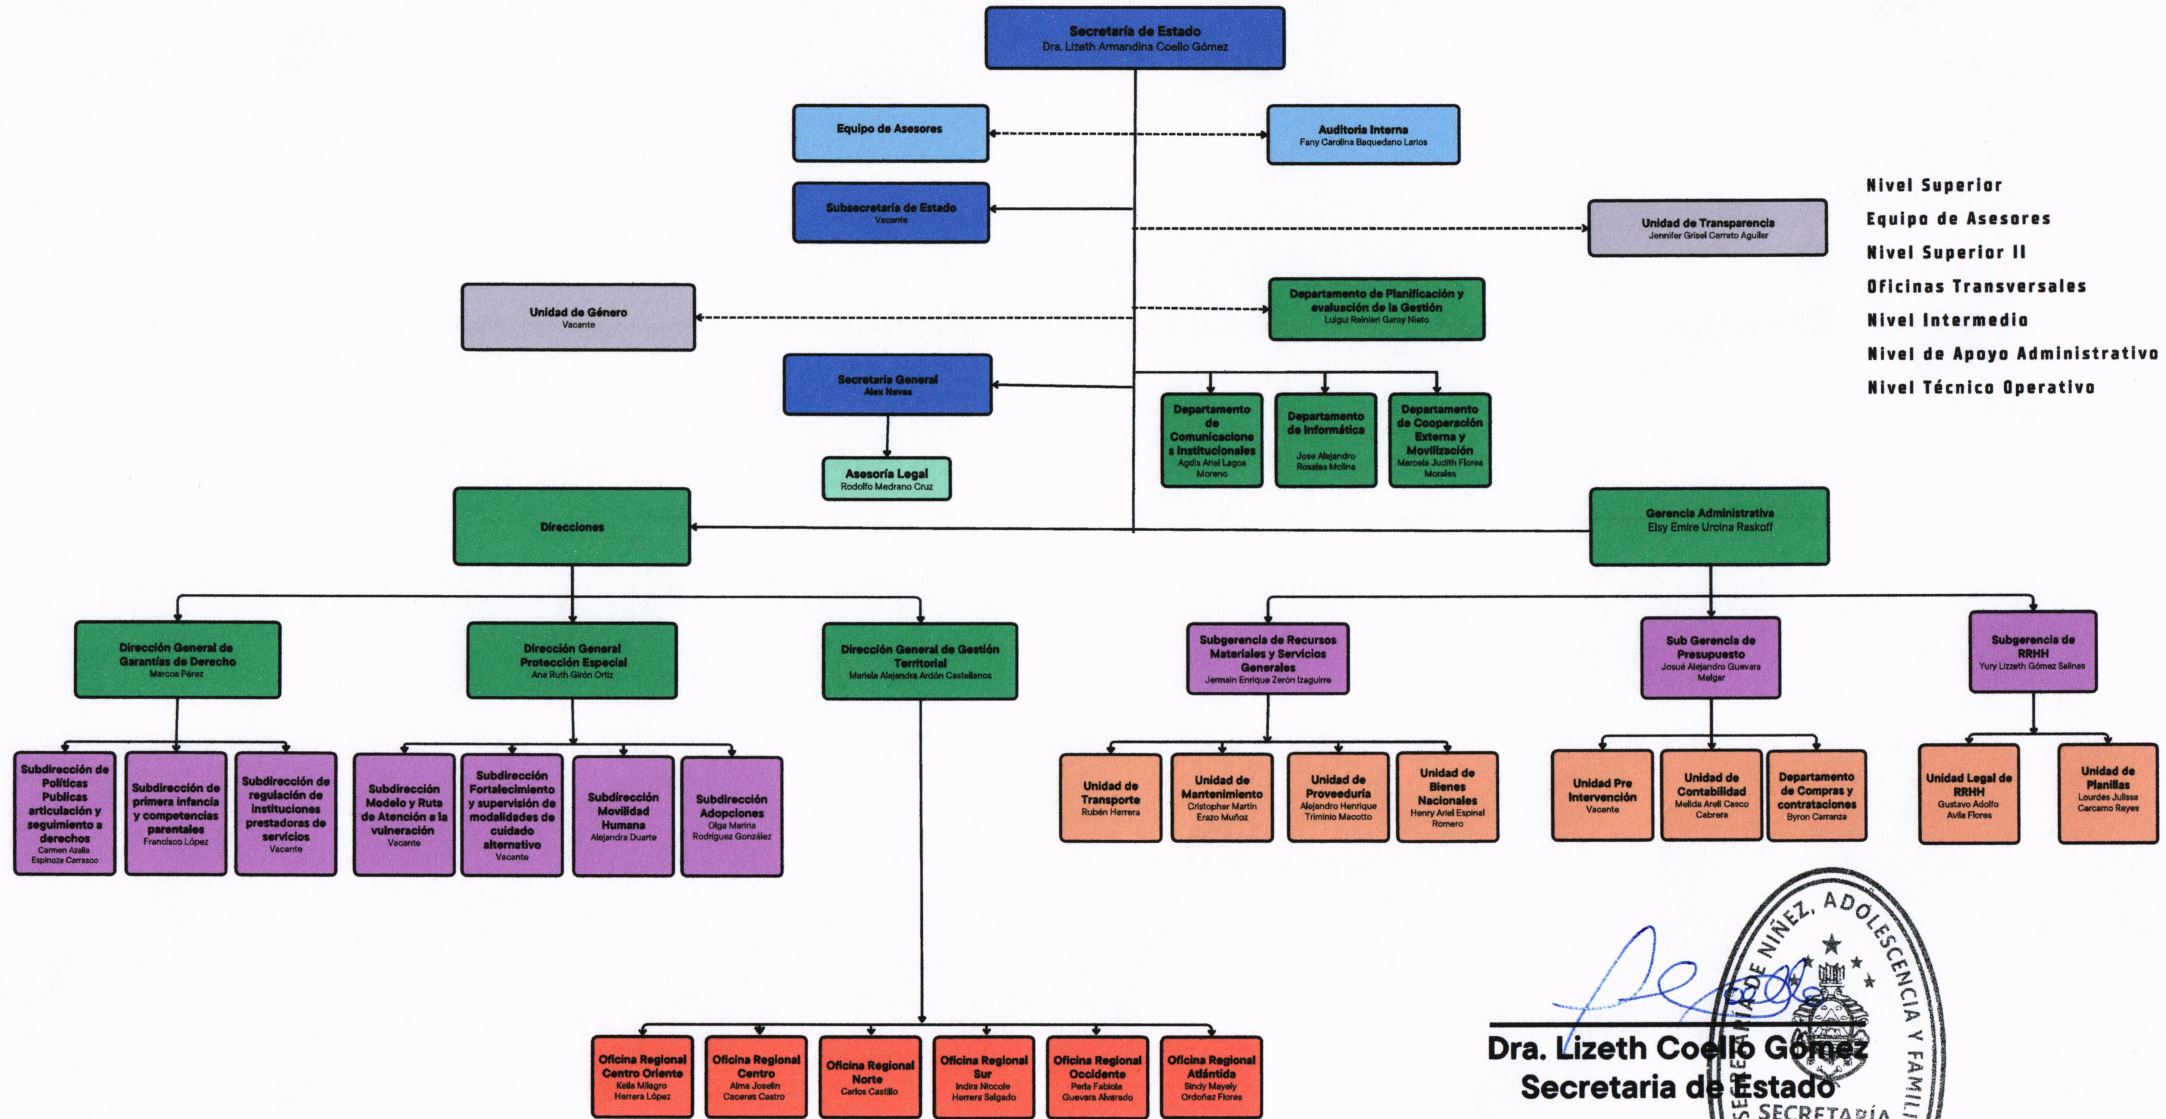 Secretaría de Estado
Dra. Lizeth Armandina Coello Gómez
Equipo de Asesores
Auditoria Interna
Fany Carolina Baquedano Larios
Subsecretaría de Estado
Vacante
Unidad de Transparencia
Jennifer Grisel Cerrato Aguilar
Nivel Superior
Equipo de Asesores
Nivel Superior II
Oficinas Transversales
Nivel Intermedio
Nivel de Apoyo Administrativo
Nivel Técnico Operativo
Unidad de Género
Vacante
Departamento de Planificación y
evaluación de la Gestión
Luigui Reinieri Garay Nieto
Secretaría General
Alex Navas
Departamento
de
Comunicacione
s Institucionales
Agdis Ariel Lagos
Moreno
Departamento
de Informática
Jose Alejandro
Rosales Molina
Departamento
de Cooperación
Externa y
Movilización
Marcela Judith Flores
Morales
Asesoría Legal
Rodolfo Medrano Cruz
Direcciones
Gerencia Administrativa
Elsy Emire Urcina Raskoff
Dirección General de
Garantías de Derecho
Marcos Pérez
Dirección General
Protección Especial
Ana Ruth Girón Ortiz
Dirección General de Gestión
Territorial
Mariela Alejandra Ardón Castellanos
Subgerencia de Recursos
Materiales y Servicios
Generales
Jermain Enrique Zerón Izaguirre
Sub Gerencia de
Presupuesto
Josué Alejandro Guevara
Melgar
Subgerencia de
RRHH
Yury Lizzeth Gómez Salinas
Subdirección de
Políticas
Publicas
articulación y
seguimiento a
derechos
Carmen Azalia
Espinoza Carrasco
Subdirección de
primera infancia
y competencias
parentales
Francisco López
Subdirección de
regulación de
instituciones
prestadoras de
servicios
Vacante
Subdirección
Modelo y Ruta
de Atención a la
vulneración
Vacante
Subdirección
Fortalecimiento
y supervisión de
modalidades de
cuidado
alternativo
Vacante
Subdirección
Movilidad
Humana
Alejandra Duarte
Subdirección
Adopciones
Olga Marina
Rodríguez González
Unidad de
Transporte
Rubén Herrera
Unidad de
Mantenimiento
Cristopher Martin
Erazo Muñoz
Unidad de
Proveeduría
Alejandro Henrique
Triminio Macotto
Unidad de
Bienes
Nacionales
Henry Ariel Espinal
Romero
Unidad Pre
Intervención
Vacante
Unidad de
Contabilidad
Melida Areli Casco
Cabrera
Departamento
de Compras y
contrataciones
Byron Carranza
Unidad Legal de
RRHH
Gustavo Adolfo
Avila Flores
Unidad de
Planillas
Lourdes Julissa
Carcamo Reyes
Oficina Regional
Centro Oriente
Keila Milagro
Herrera López
Oficina Regional
Centro
Alma Joselin
Caceres Castro
Oficina Regional
Norte
Carlos Castillo
Oficina Regional
Sur
Indira Niccole
Herrera Salgado
Oficina Regional
Occidente
Perla Fabiola
Guevara Alvarado
Oficina Regional
Atlántida
Sindy Mayely
Ordoñez Flores
Dra. Lizeth Coello Gómez
Secretaria de Estado
SECRETARÍA DE NIÑEZ, ADOLESCENCIA Y FAMIL
SECRETARÍA